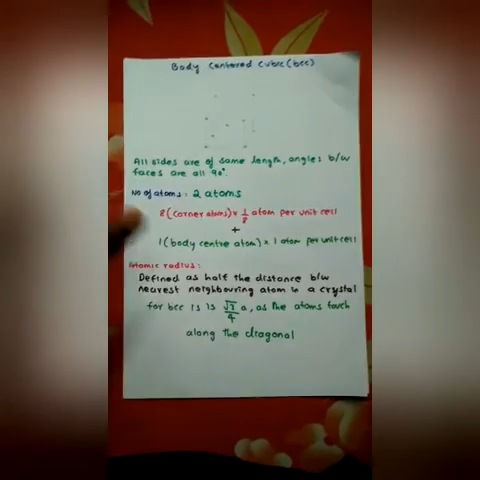 Body Centered Cubic (bcc)
All sides are of same length, angles b/w
faces are all 90°
No of atoms: 2 atoms
8 (corner atoms) × 1/8 atom per unit cell
+
1 (body centre atom) × 1 atom per unit cell
Atomic radius:
Defined as half the distance b/w
nearest neighbouring atom in a crystal
for bcc is is √3/4 a, as the atoms touch
along the diagonal